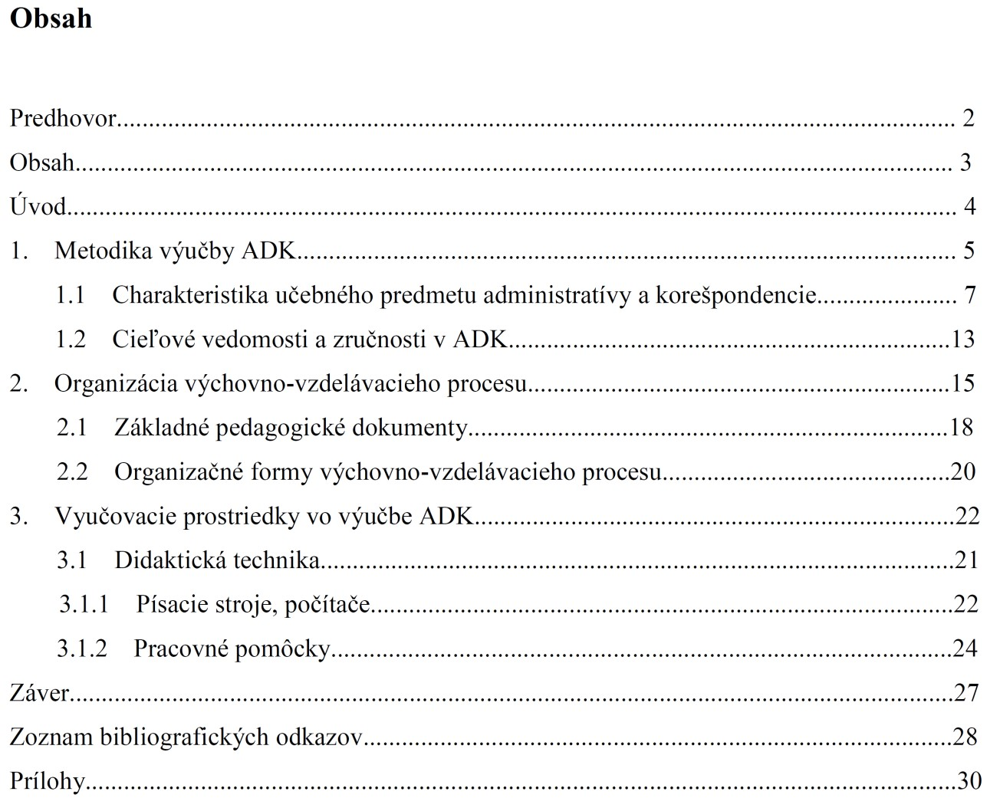 Obsah
Predhovor.......................................................................................................................................... 2
Obsah................................................................................................................................................ 3
Úvod.................................................................................................................................................. 4
1. Metodika výučby ADK............................................................................................................ 5
1.1 Charakteristika učebného predmetu administratívy a korešpondencie...................... 7
1.2 Cieľové vedomosti a zručnosti v ADK.........................................................................13
2. Organizácia výchovno-vzdelávacieho procesu......................................................................15
2.1 Základné pedagogické dokumenty...............................................................................18
2.2 Organizačné formy výchovno-vzdelávacieho procesu...............................................20
3. Vyučovacie prostriedky vo výučbe ADK...............................................................................22
3.1 Didaktická technika........................................................................................................21
3.1.1 Písacie stroje, počítače................................................................................................22
3.1.2 Pracovné pomôcky......................................................................................................24
Záver.................................................................................................................................................27
Zoznam bibliografických odkazov.................................................................................................28
Prílohy..............................................................................................................................................30